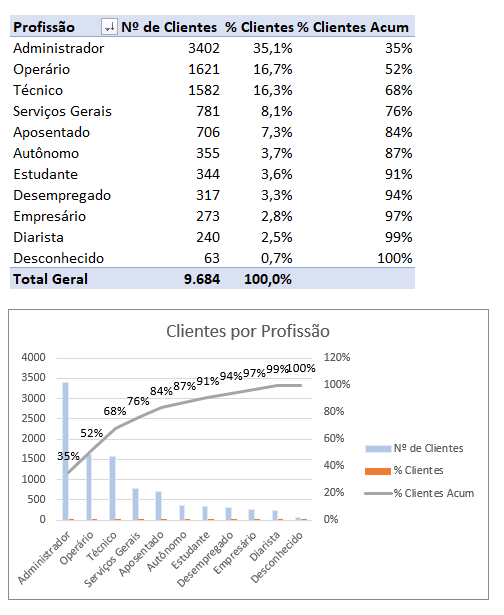 Profissão Nº de Clientes % Clientes % Clientes Acum
Administrador 3402 35,1% 35%
Operário 1621 16,7% 52%
Técnico 1582 16,3% 68%
Serviços Gerais 781 8,1% 76%
Aposentado 706 7,3% 84%
Autônomo 355 3,7% 87%
Estudante 344 3,6% 91%
Desempregado 317 3,3% 94%
Empresário 273 2,8% 97%
Diarista 240 2,5% 99%
Desconhecido 63 0,7% 100%
Total Geral 9.684 100,0%
Clientes por Profissão
4000 120%
3500 100%
3000 80%
2500 60%
2000 40%
1500 20%
1000 0%
500
0
35% 52% 68% 76% 84% 87% 91% 94% 97% 99% 100%
Administrador
Operário
Técnico
Serviços Gerais
Aposentado
Autônomo
Estudante
Desempregado
Empresário
Diarista
Desconhecido
Nº de Clientes
% Clientes
% Clientes Acum